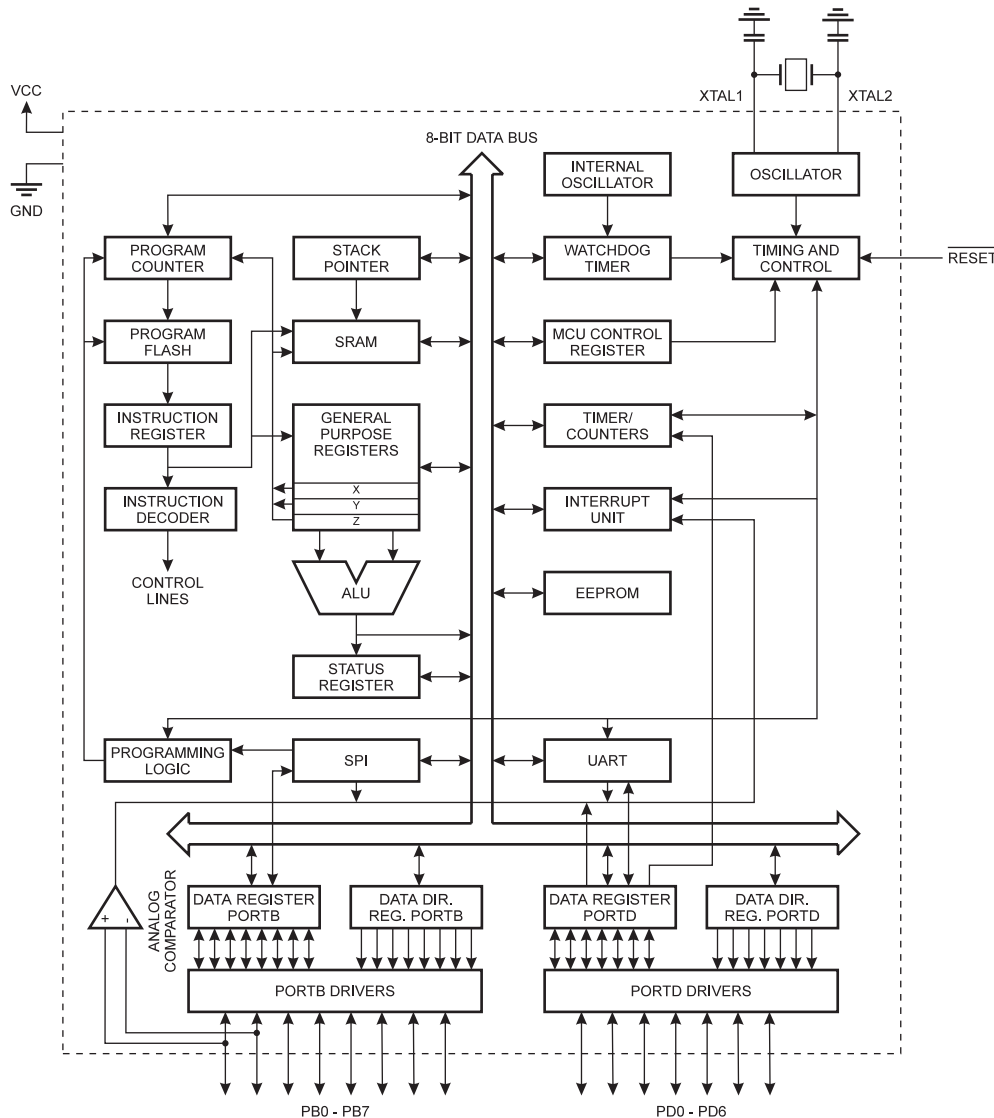 XTAL1
XTAL2
VCC
GND
8-BIT DATA BUS
INTERNAL
OSCILLATOR
OSCILLATOR
PROGRAM
COUNTER
STACK
POINTER
WATCHDOG
TIMER
TIMING AND
CONTROL
RESET
PROGRAM
FLASH
SRAM
MCU CONTROL
REGISTER
INSTRUCTION
REGISTER
GENERAL
PURPOSE
REGISTERS
X
Y
Z
TIMER/
COUNTERS
INSTRUCTION
DECODER
INTERRUPT
UNIT
CONTROL
LINES
ALU
EEPROM
STATUS
REGISTER
PROGRAMMING
LOGIC
SPI
UART
+
-
ANALOG
COMPARATOR
DATA REGISTER
PORTB
DATA DIR.
REG. PORTB
DATA REGISTER
PORTD
DATA DIR.
REG. PORTD
PORTB DRIVERS
PORTD DRIVERS
PB0 - PB7
PD0 - PD6